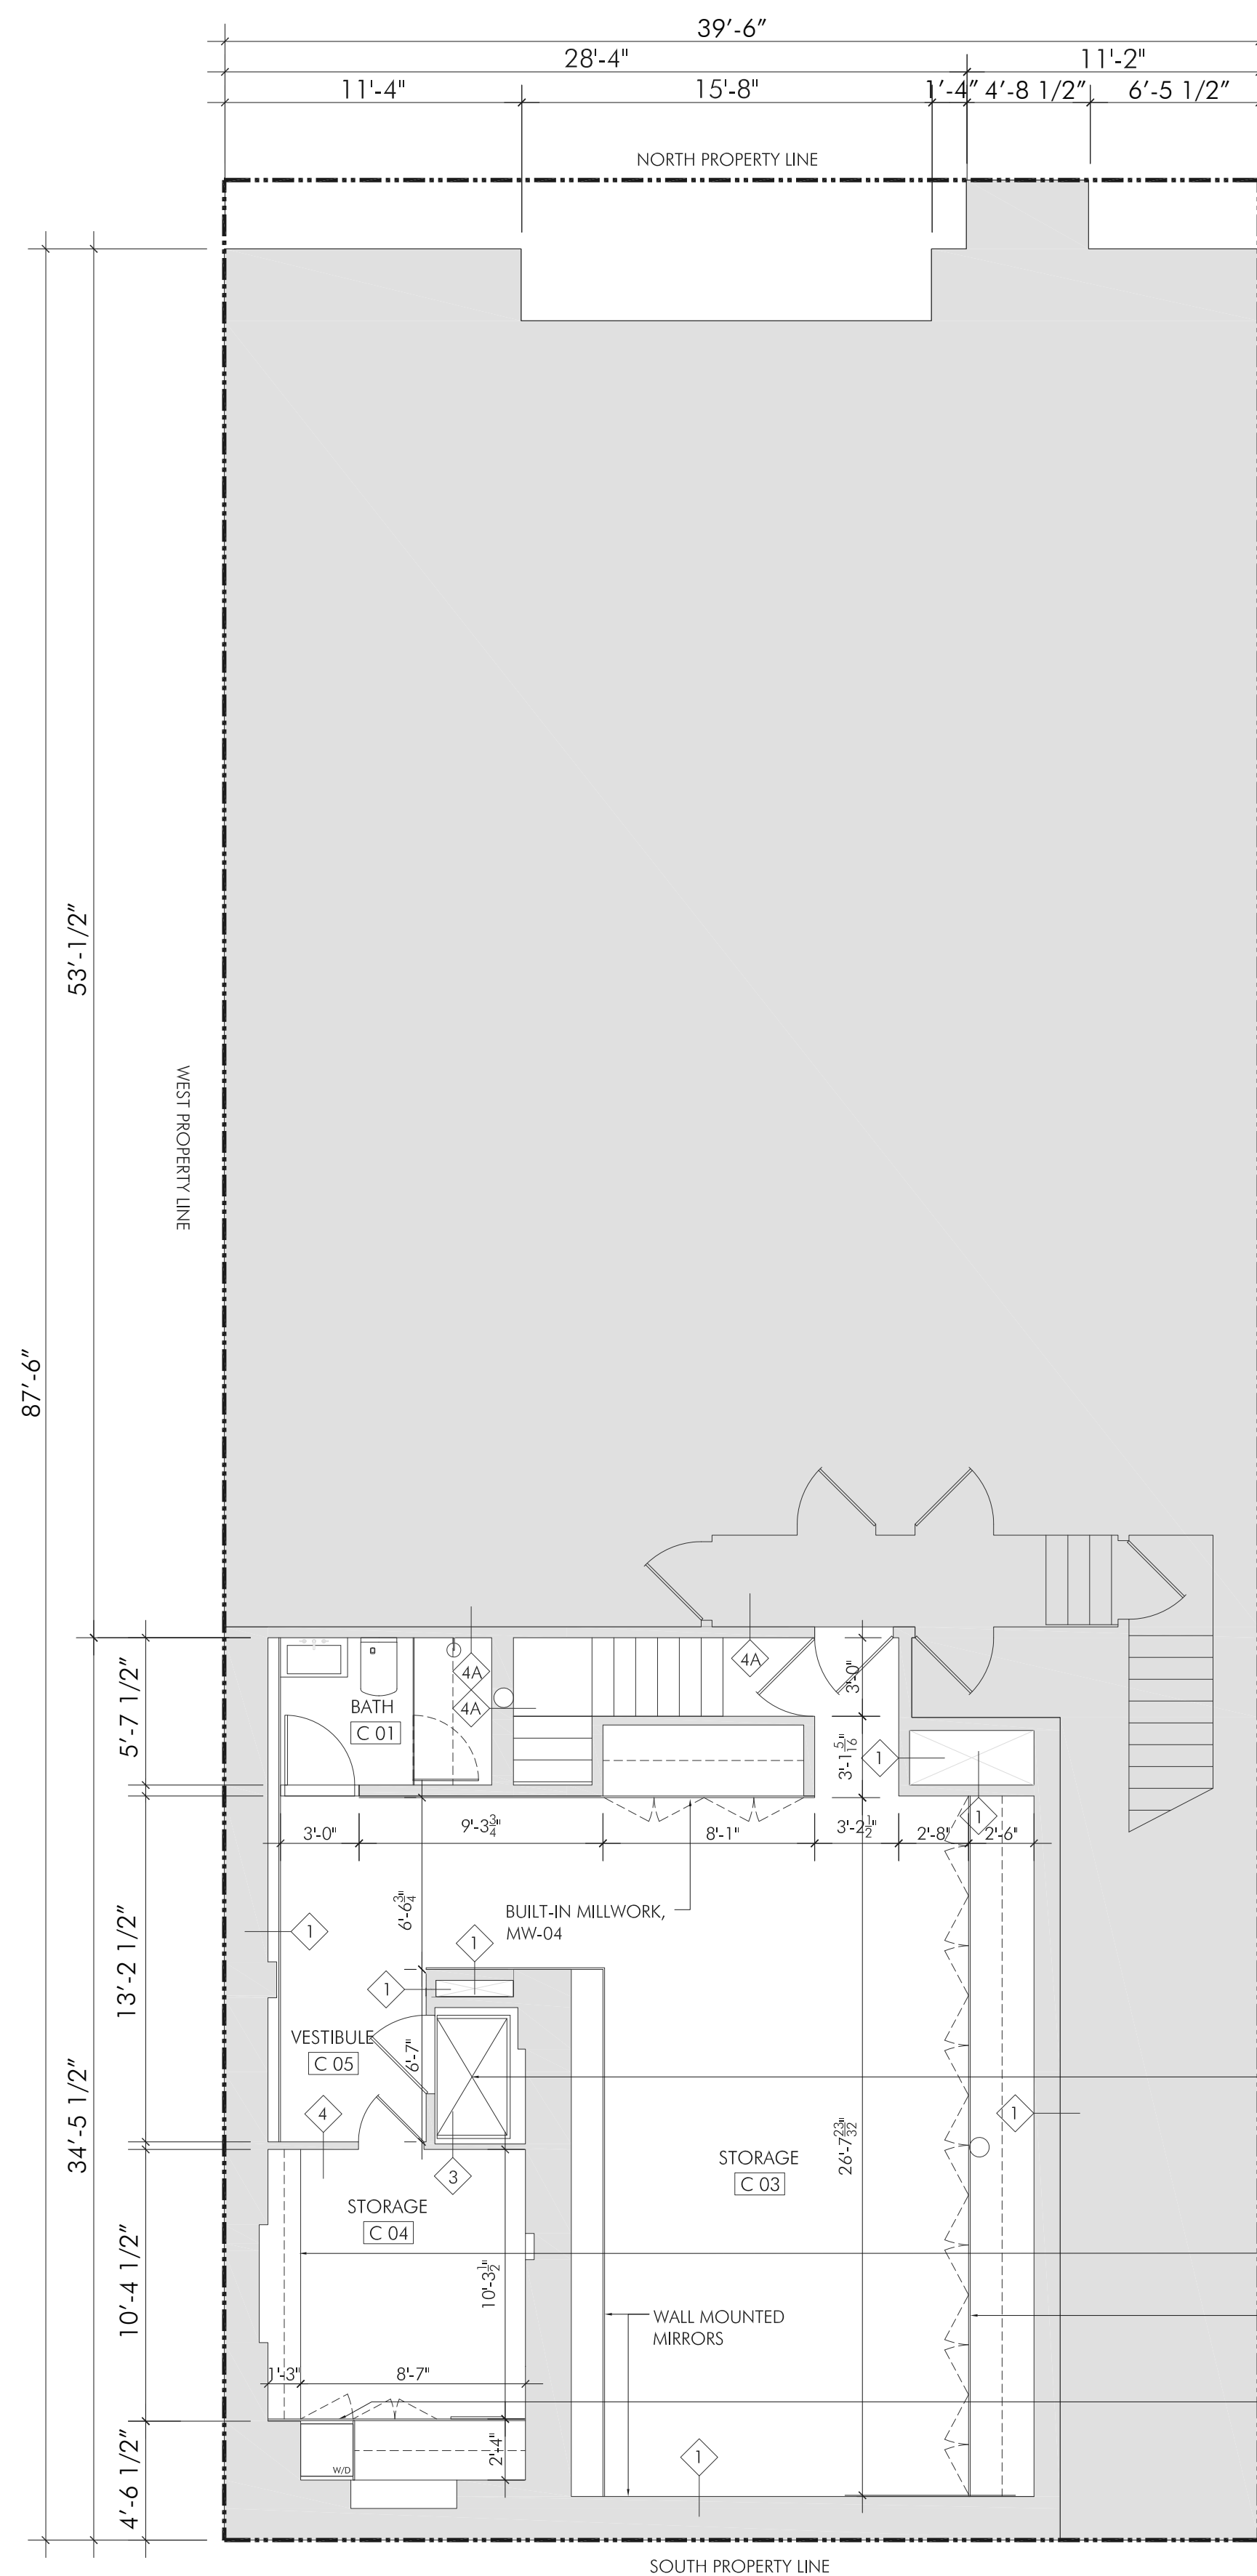 39'-6"
28'-4" 11'-2"
11'-4" 15'-8" 1'-4" 4'-8 1/2" 6'-5 1/2"
NORTH PROPERTY LINE
53'-1/2"
WEST PROPERTY LINE
87'-6"
5'-7 1/2"
4A
4A
4A
3'-0"
BATH
C 01
3'-1 5/16"
1
1
3'-0" 9'-3 3/4" 8'-1" 3'-2 1/2" 2'-8" 2'-6"
6'-6 3/4"
BUILT-IN MILLWORK,
MW-04
1
1
1
13'-2 1/2"
VESTIBULE
C 05
6'-7"
34'-5 1/2"
4
1
3
26'-7 23/32"
STORAGE
C 03
STORAGE
C 04
10'-4 1/2"
10'-3 1/2"
WALL MOUNTED
MIRRORS
1'-3" 8'-7"
4'-6 1/2"
2'-4"
1
W/D
SOUTH PROPERTY LINE